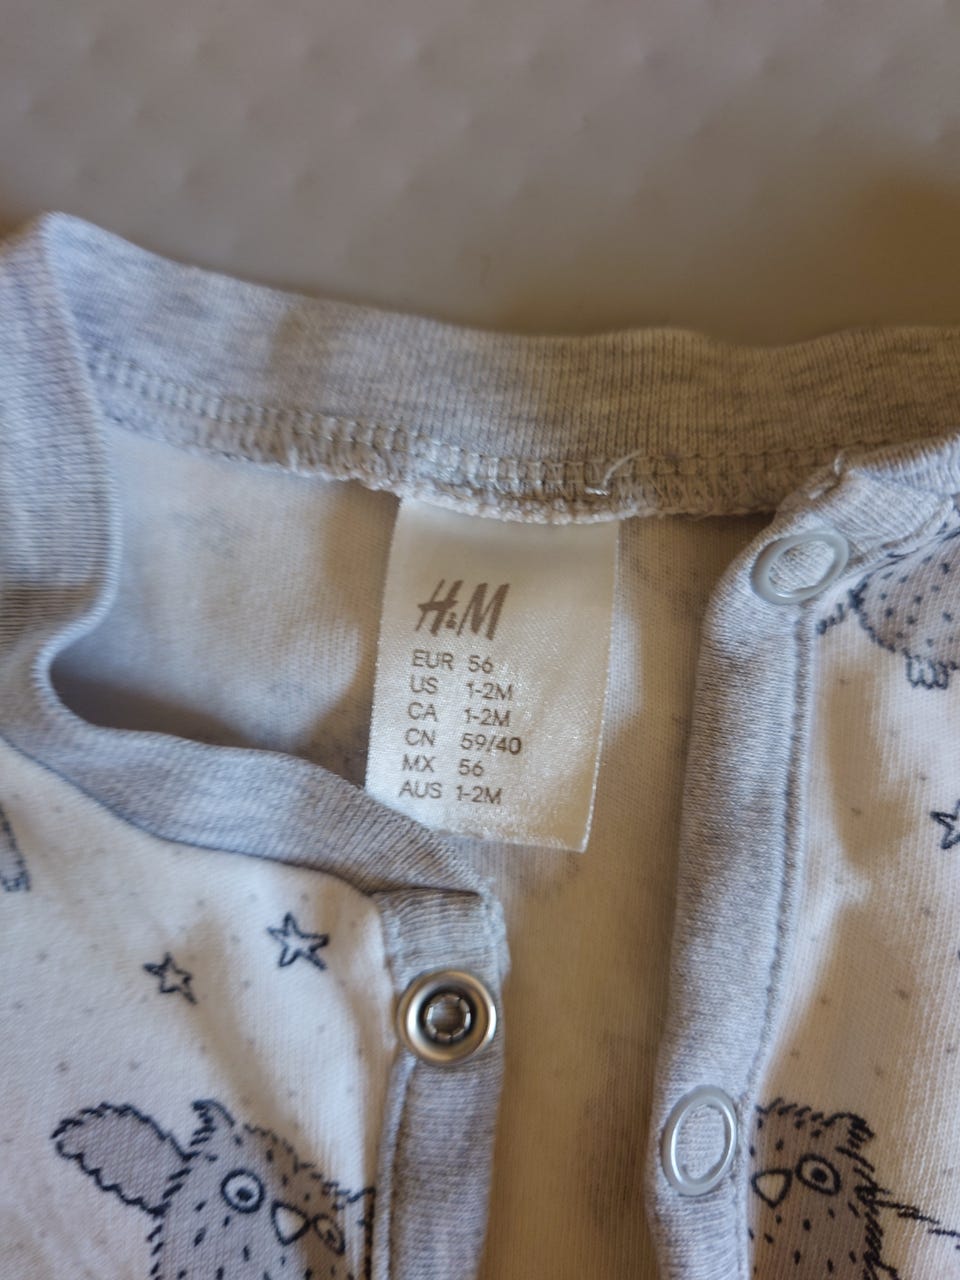 H&M
EUR 56
US 1-2M
CA 1-2M
CN 59/40
MX 56
AUS 1-2M